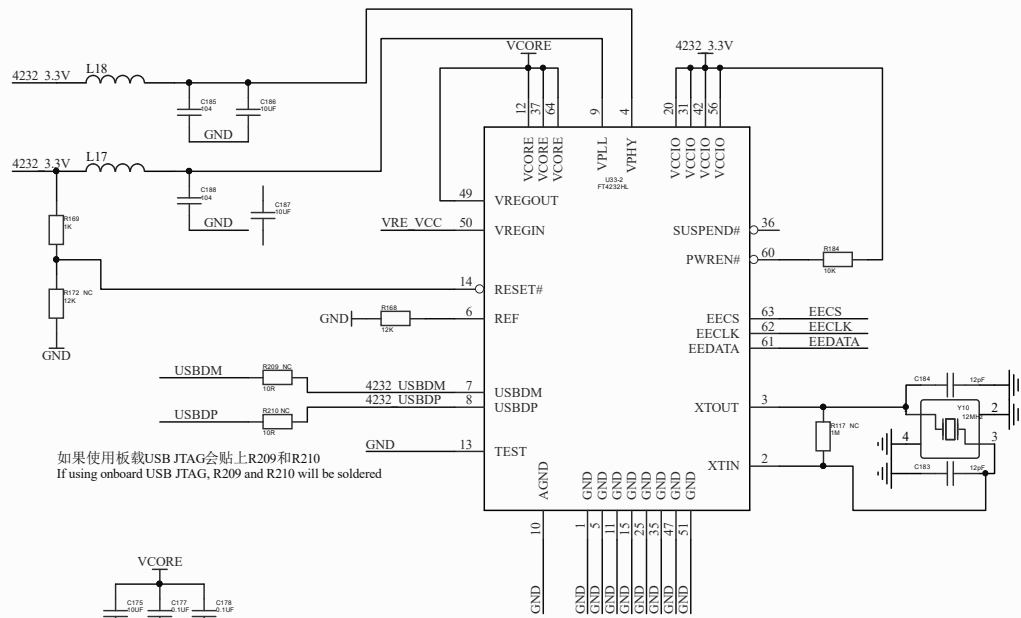 VCORE
4232_3.3V
4232_3.3V
L18
C185
104
C186
10UF
GND
12
37
64
9
4
20
31
42
56
VCORE
VCORE
VCORE
VPLL
VPHY
VCCIO
VCCIO
VCCIO
VCCIO
U33-2
FT4232HL
4232_3.3V
L17
C188
104
C187
10UF
GND
R169
1K
R172 NC
12K
GND
49
VREGOUT
VRE_VCC
50
VREGIN
SUSPEND#
36
PWREN#
60
R184
10K
14
RESET#
GND
R168
12K
6
REF
EECS
63
EECS
EECLK
62
EECLK
EEDATA
61
EEDATA
USBDM
R209 NC
10R
4232_USBDM
7
USBDM
USBDP
R210 NC
10R
4232_USBDP
8
USBDP
XTOUT
3
C184
12pF
Y10
12MHz
2
4
3
R117 NC
1M
C183
12pF
XTIN
2
GND
13
TEST
如果使用板载USB JTAG会贴上R209和R210
If using onboard USB JTAG, R209 and R210 will be soldered
AGND
GND
GND
GND
GND
GND
GND
GND
GND
10
1
5
11
15
25
35
47
51
GND
GND
GND
GND
GND
GND
GND
GND
GND
VCORE
C175
10UF
C177
0.1UF
C178
0.1UF